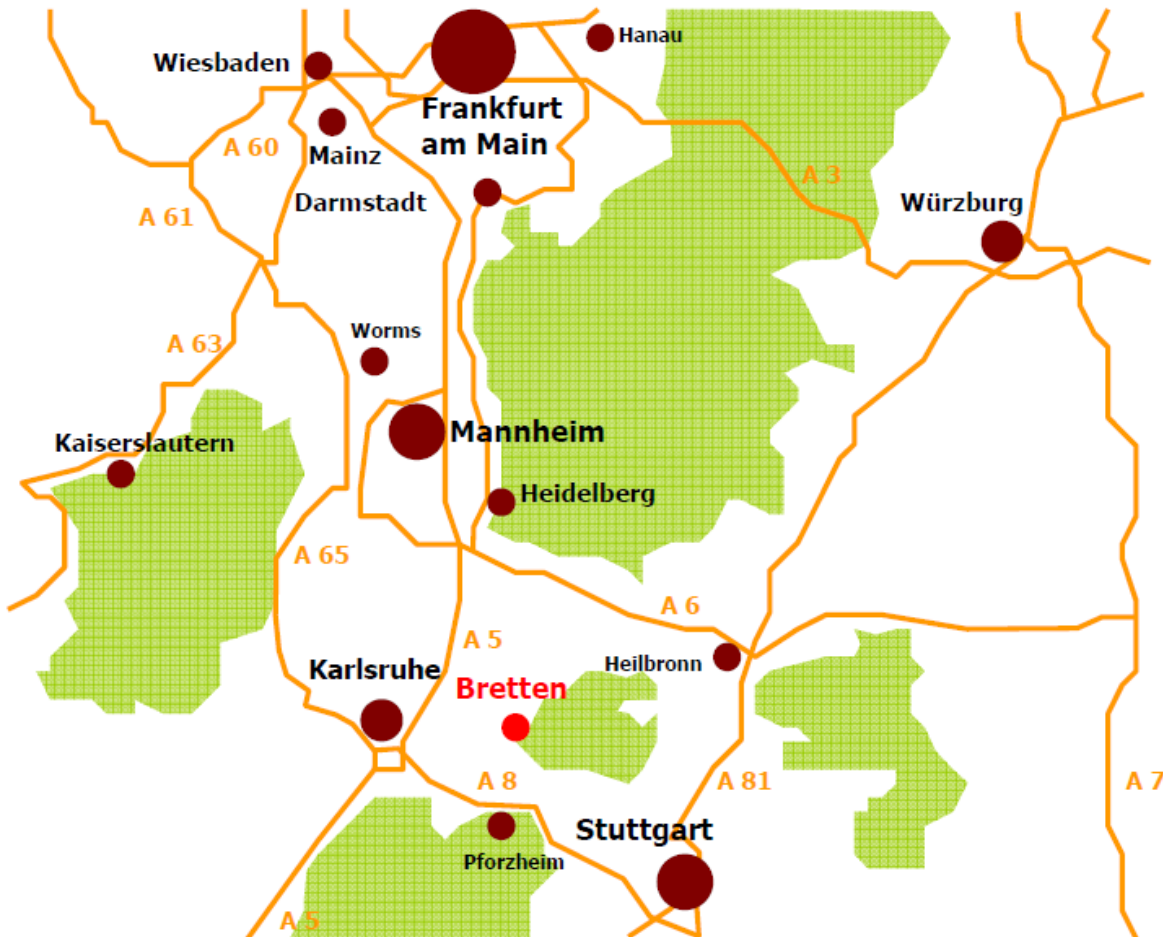 Hanau
Wiesbaden
Frankfurt
am Main
A 60
Mainz
A 3
Darmstadt
Würzburg
A 61
Worms
A 63
Mannheim
Kaiserslautern
Heidelberg
A 65
A 6
A 5
Heilbronn
Karlsruhe
Bretten
A 8
A 81
A 7
Stuttgart
Pforzheim
A 5